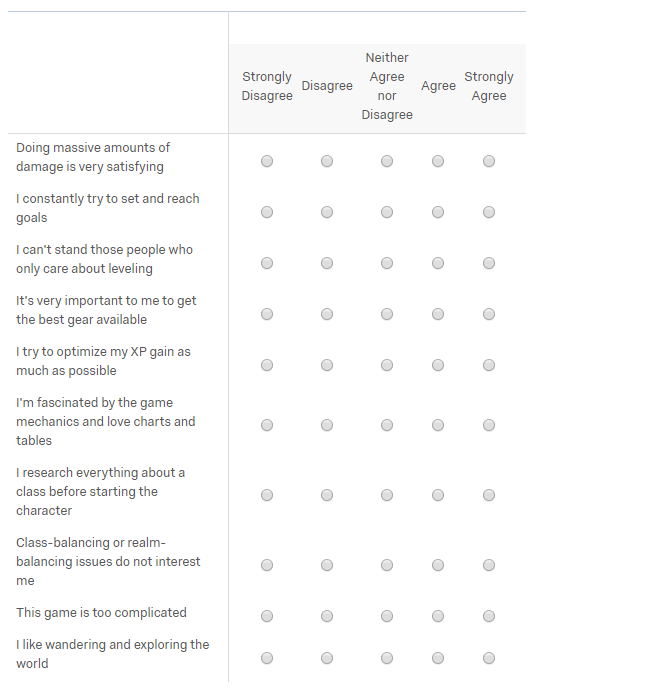 Strongly
Disagree
Disagree
Neither
Agree
nor
Disagree
Agree
Strongly
Agree
Doing massive amounts of
damage is very satisfying
I constantly try to set and reach
goals
I can't stand those people who
only care about leveling
It's very important to me to get
the best gear available
I try to optimize my XP gain as
much as possible
I'm fascinated by the game
mechanics and love charts and
tables
I research everything about a
class before starting the
character
Class-balancing or realm-
balancing issues do not interest
me
This game is too complicated
I like wandering and exploring the
world